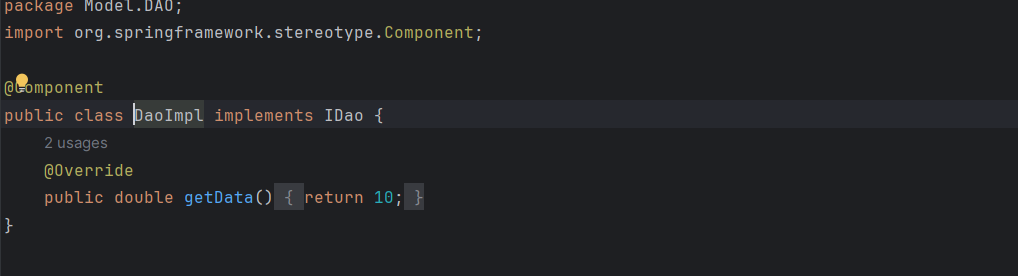 package Model.DAO;
import org.springframework.stereotype.Component;
@Component
public class DaoImpl implements IDao {
2 usages
@Override
public double getData() { return 10; }
}